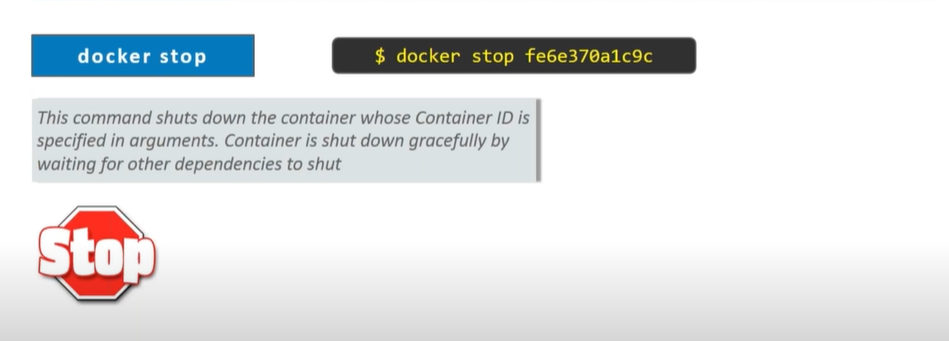 docker stop
$ docker stop fe6e370a1c9c
This command shuts down the container whose Container ID is
specified in arguments. Container is shut down gracefully by
waiting for other dependencies to shut
Stop